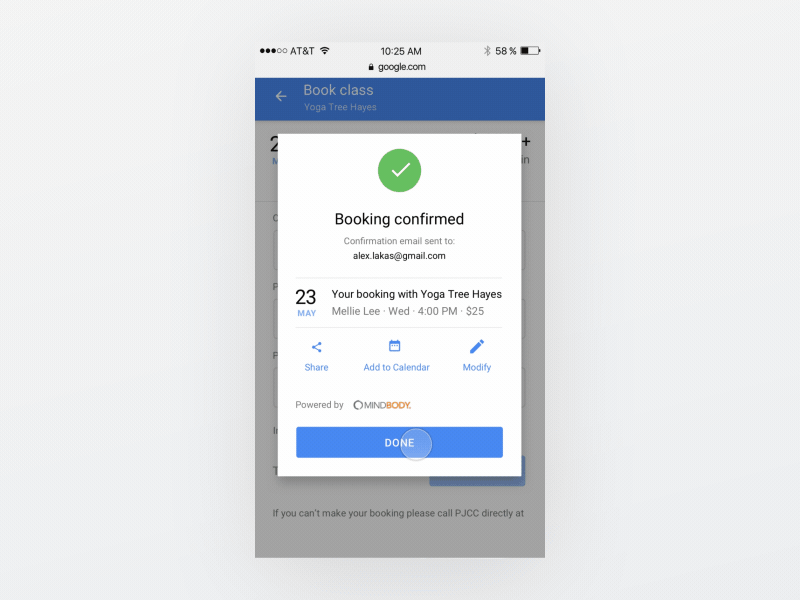 AT&T 10:25 AM 58 %
google.com
Book class
Yoga Tree Hayes
Booking confirmed
Confirmation email sent to:
alex.lakas@gmail.com
23 Your booking with Yoga Tree Hayes
MAY Mellie Lee · Wed · 4:00 PM · $25
Share Add to Calendar Modify
Powered by MINDBODY.
DONE
If you can't make your booking please call PJCC directly at